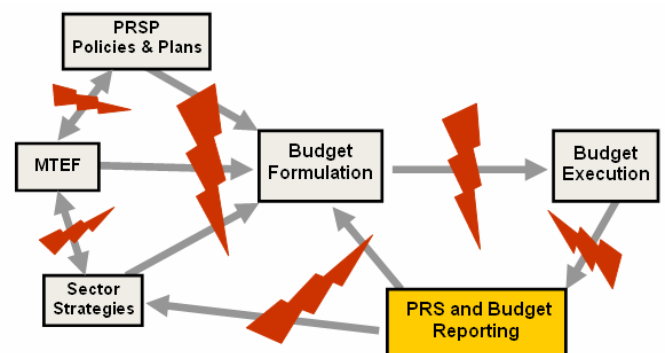 PRSP
Policies & Plans
MTEF
Budget
Formulation
Budget
Execution
Sector
Strategies
PRS and Budget
Reporting